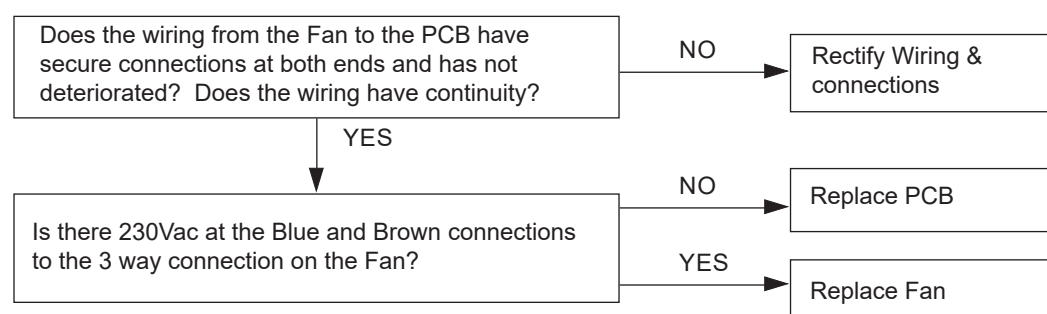 Does the wiring from the Fan to the PCB have
secure connections at both ends and has not
deteriorated? Does the wiring have continuity?
NO
Rectify Wiring &
connections
YES
Is there 230Vac at the Blue and Brown connections
to the 3 way connection on the Fan?
NO
Replace PCB
YES
Replace Fan